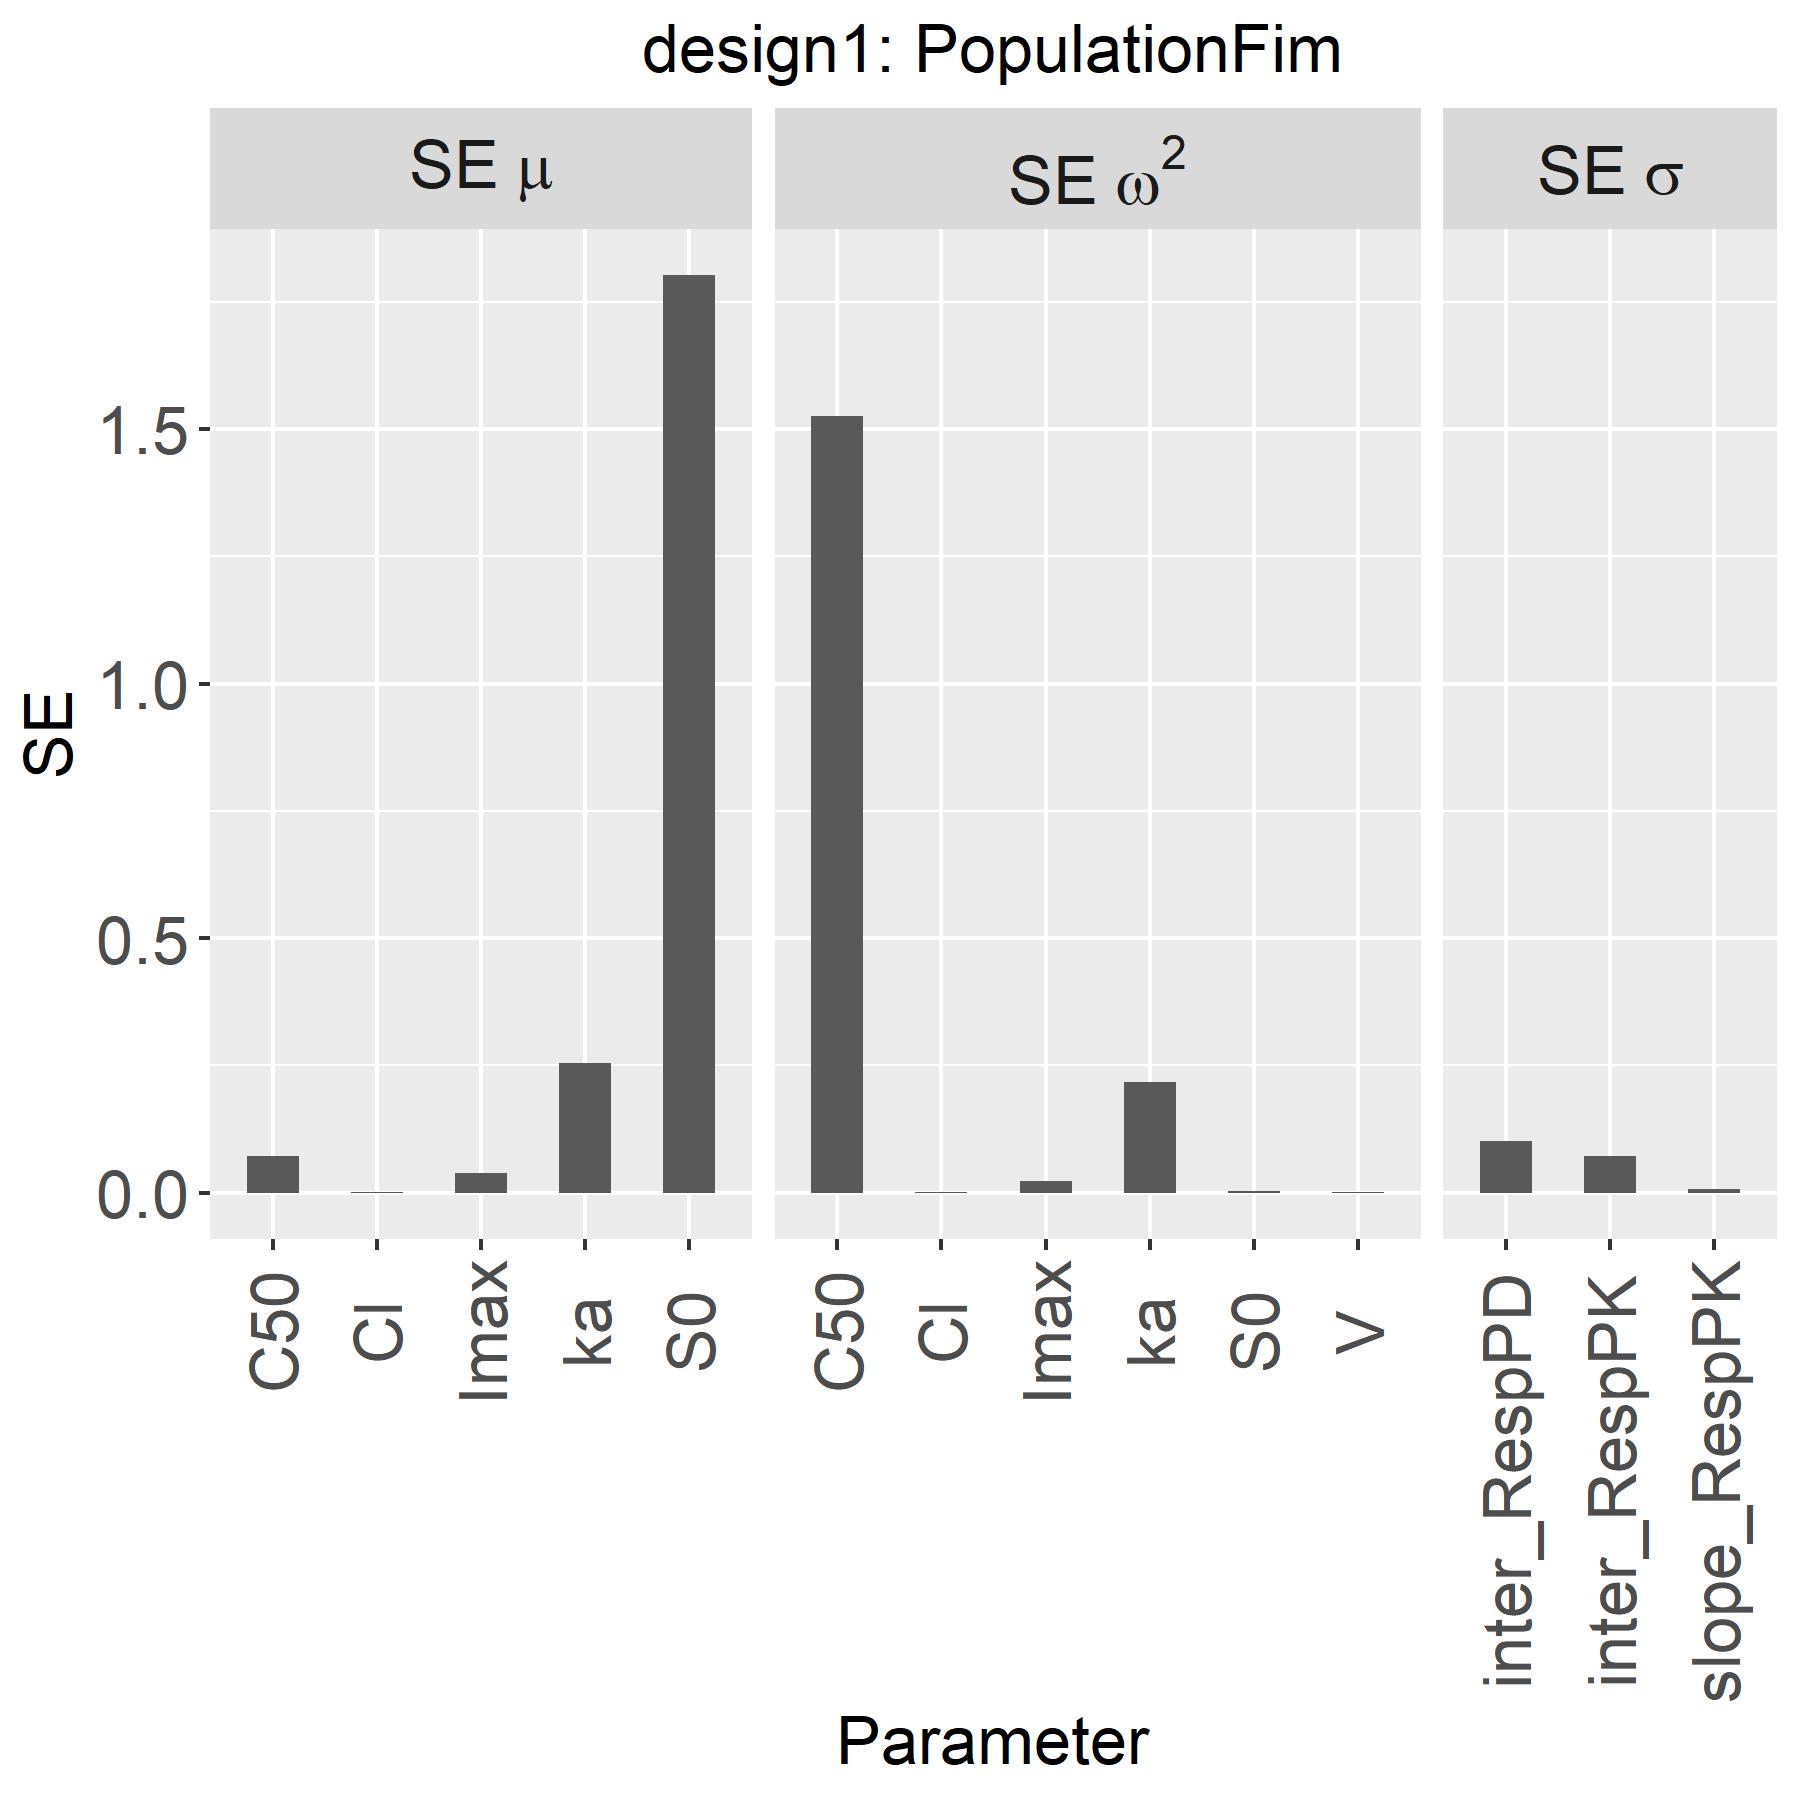 design1: PopulationFim
SE μ
SE ω²
SE σ
SE
1.5
1.0
0.5
0.0
C50
Cl
Imax
ka
S0
C50
Cl
Imax
ka
S0
V
inter_RespPD
inter_RespPK
slope_RespPK
Parameter